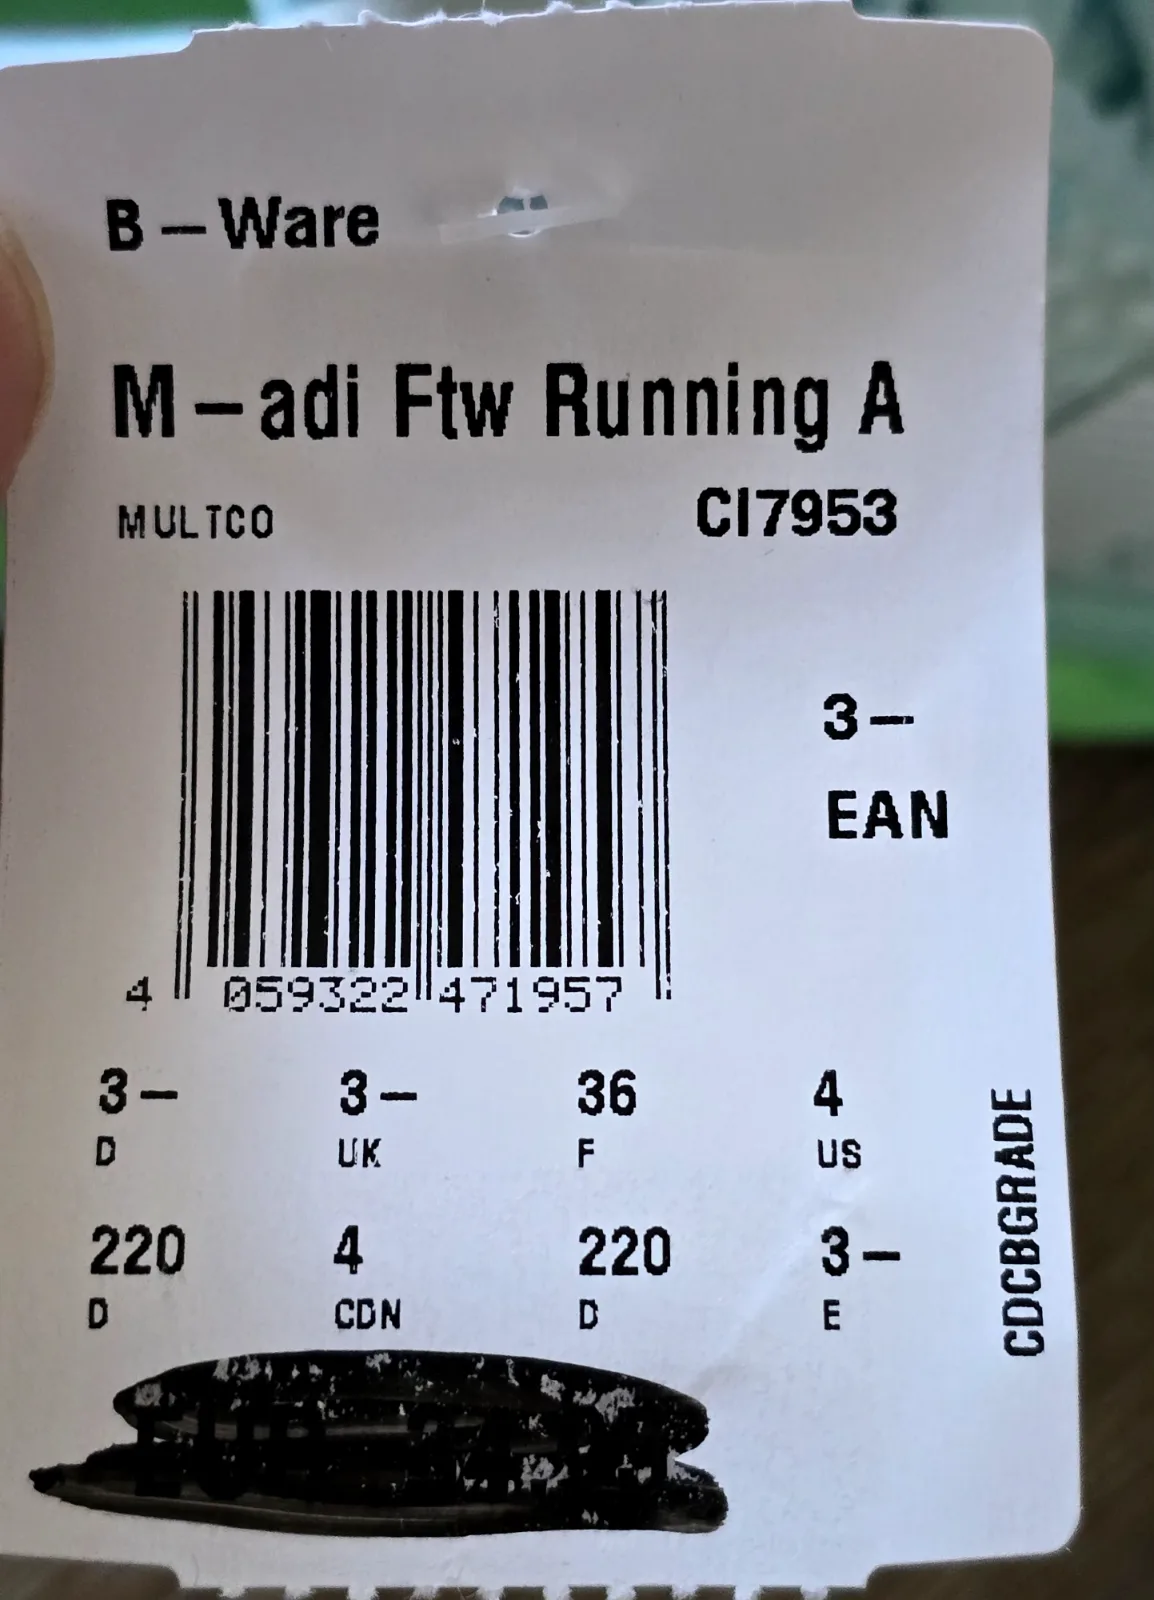 B – Ware
M – adi Ftw Running A
MULTCO CI7953
3 –
EAN
4 059322 471957
3 – 3 – 36 4
D UK F US
220 4 220 3 –
D CDN D E
CDCBGRADE